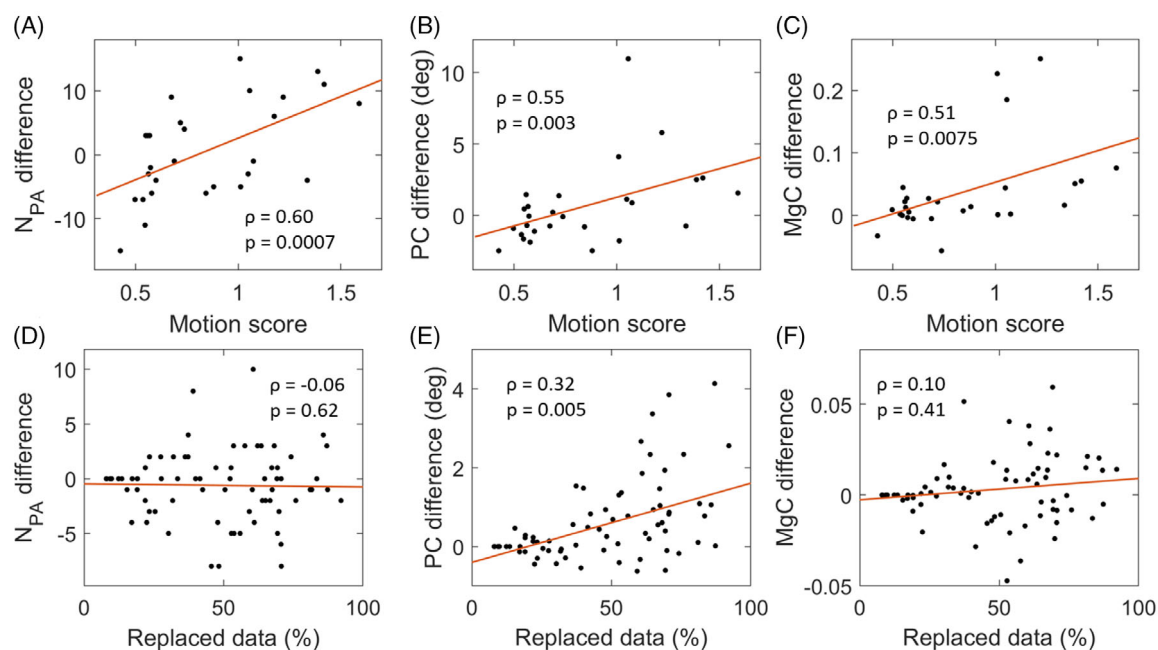 (A)
N_PA difference
10
0
-10
ρ = 0.60
p = 0.0007
0.5 1 1.5
Motion score
(B)
PC difference (deg)
10
5
0
ρ = 0.55
p = 0.003
0.5 1 1.5
Motion score
(C)
MgC difference
0.2
0.1
0
ρ = 0.51
p = 0.0075
0.5 1 1.5
Motion score
(D)
N_PA difference
10
5
0
-5
ρ = -0.06
p = 0.62
0 50 100
Replaced data (%)
(E)
PC difference (deg)
4
2
0
ρ = 0.32
p = 0.005
0 50 100
Replaced data (%)
(F)
MgC difference
0.05
0
-0.05
ρ = 0.10
p = 0.41
0 50 100
Replaced data (%)